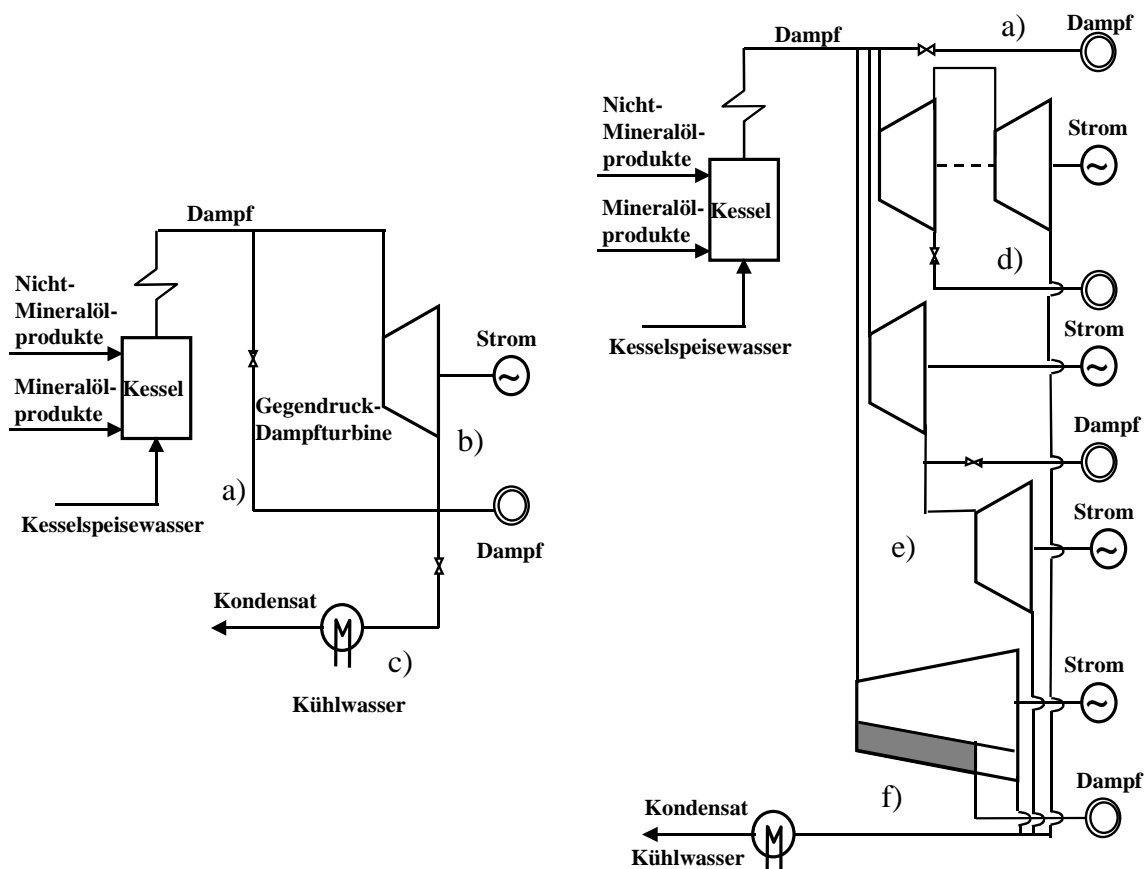 Dampf
Nicht-
Mineralöl-
produkte
Mineralöl-
produkte
Kessel
Kesselspeisewasser
Gegendruck-
Dampfturbine
Strom
~
a)
b)
Dampf
Kondensat
c)
Kühlwasser
Dampf
a)
Dampf
Nicht-
Mineralöl-
produkte
Mineralöl-
produkte
Kessel
Kesselspeisewasser
Strom
~
d)
Strom
~
Dampf
Strom
~
e)
Strom
~
Dampf
f)
Kondensat
Kühlwasser